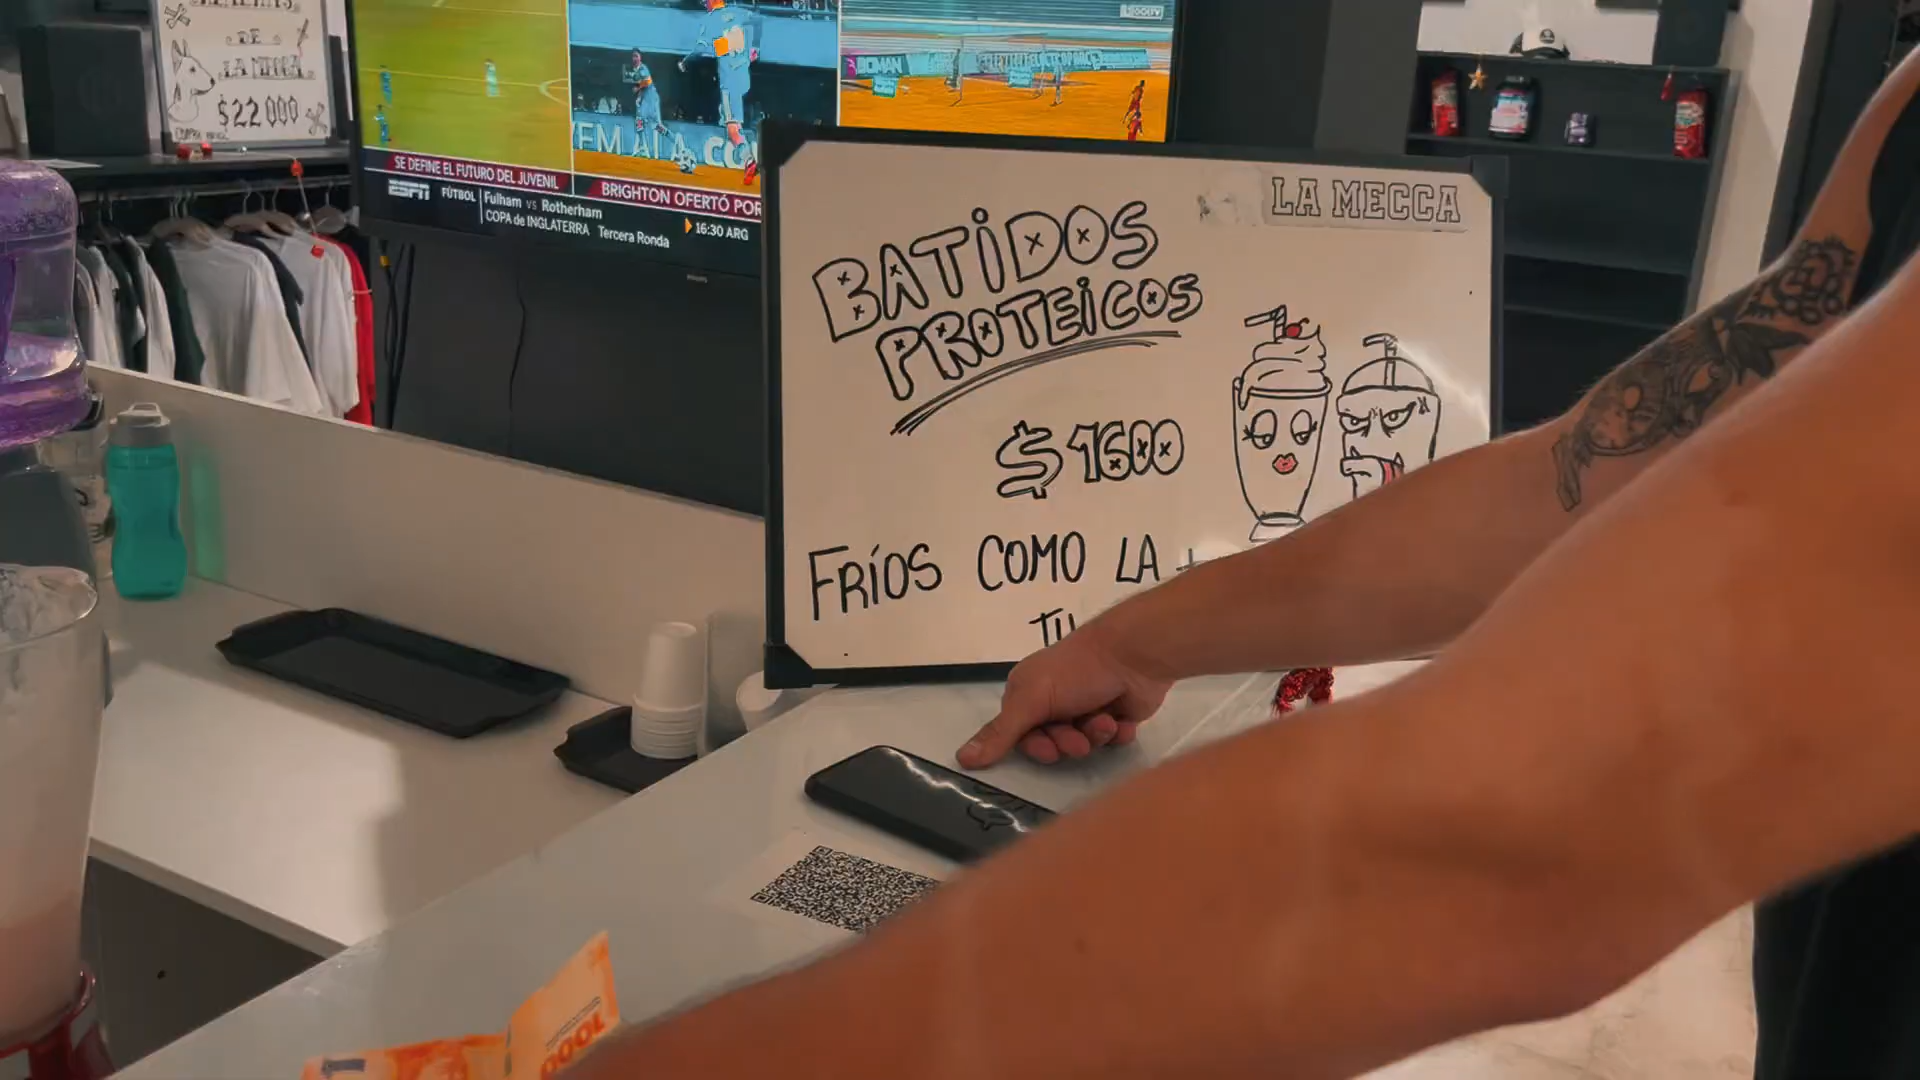 DE
LA MECCA
$22000
SE DEFINE EL FUTURO DEL JUVENIL
BRIGHTON OFERTÓ POR
ESPN
FÚTBOL
Fulham vs Rotherham
COPA de INGLATERRA Tercera Ronda
16:30 ARG
LA MECCA
BATIDOS
PROTEICOS
$1600
FRÍOS COMO LA
TU